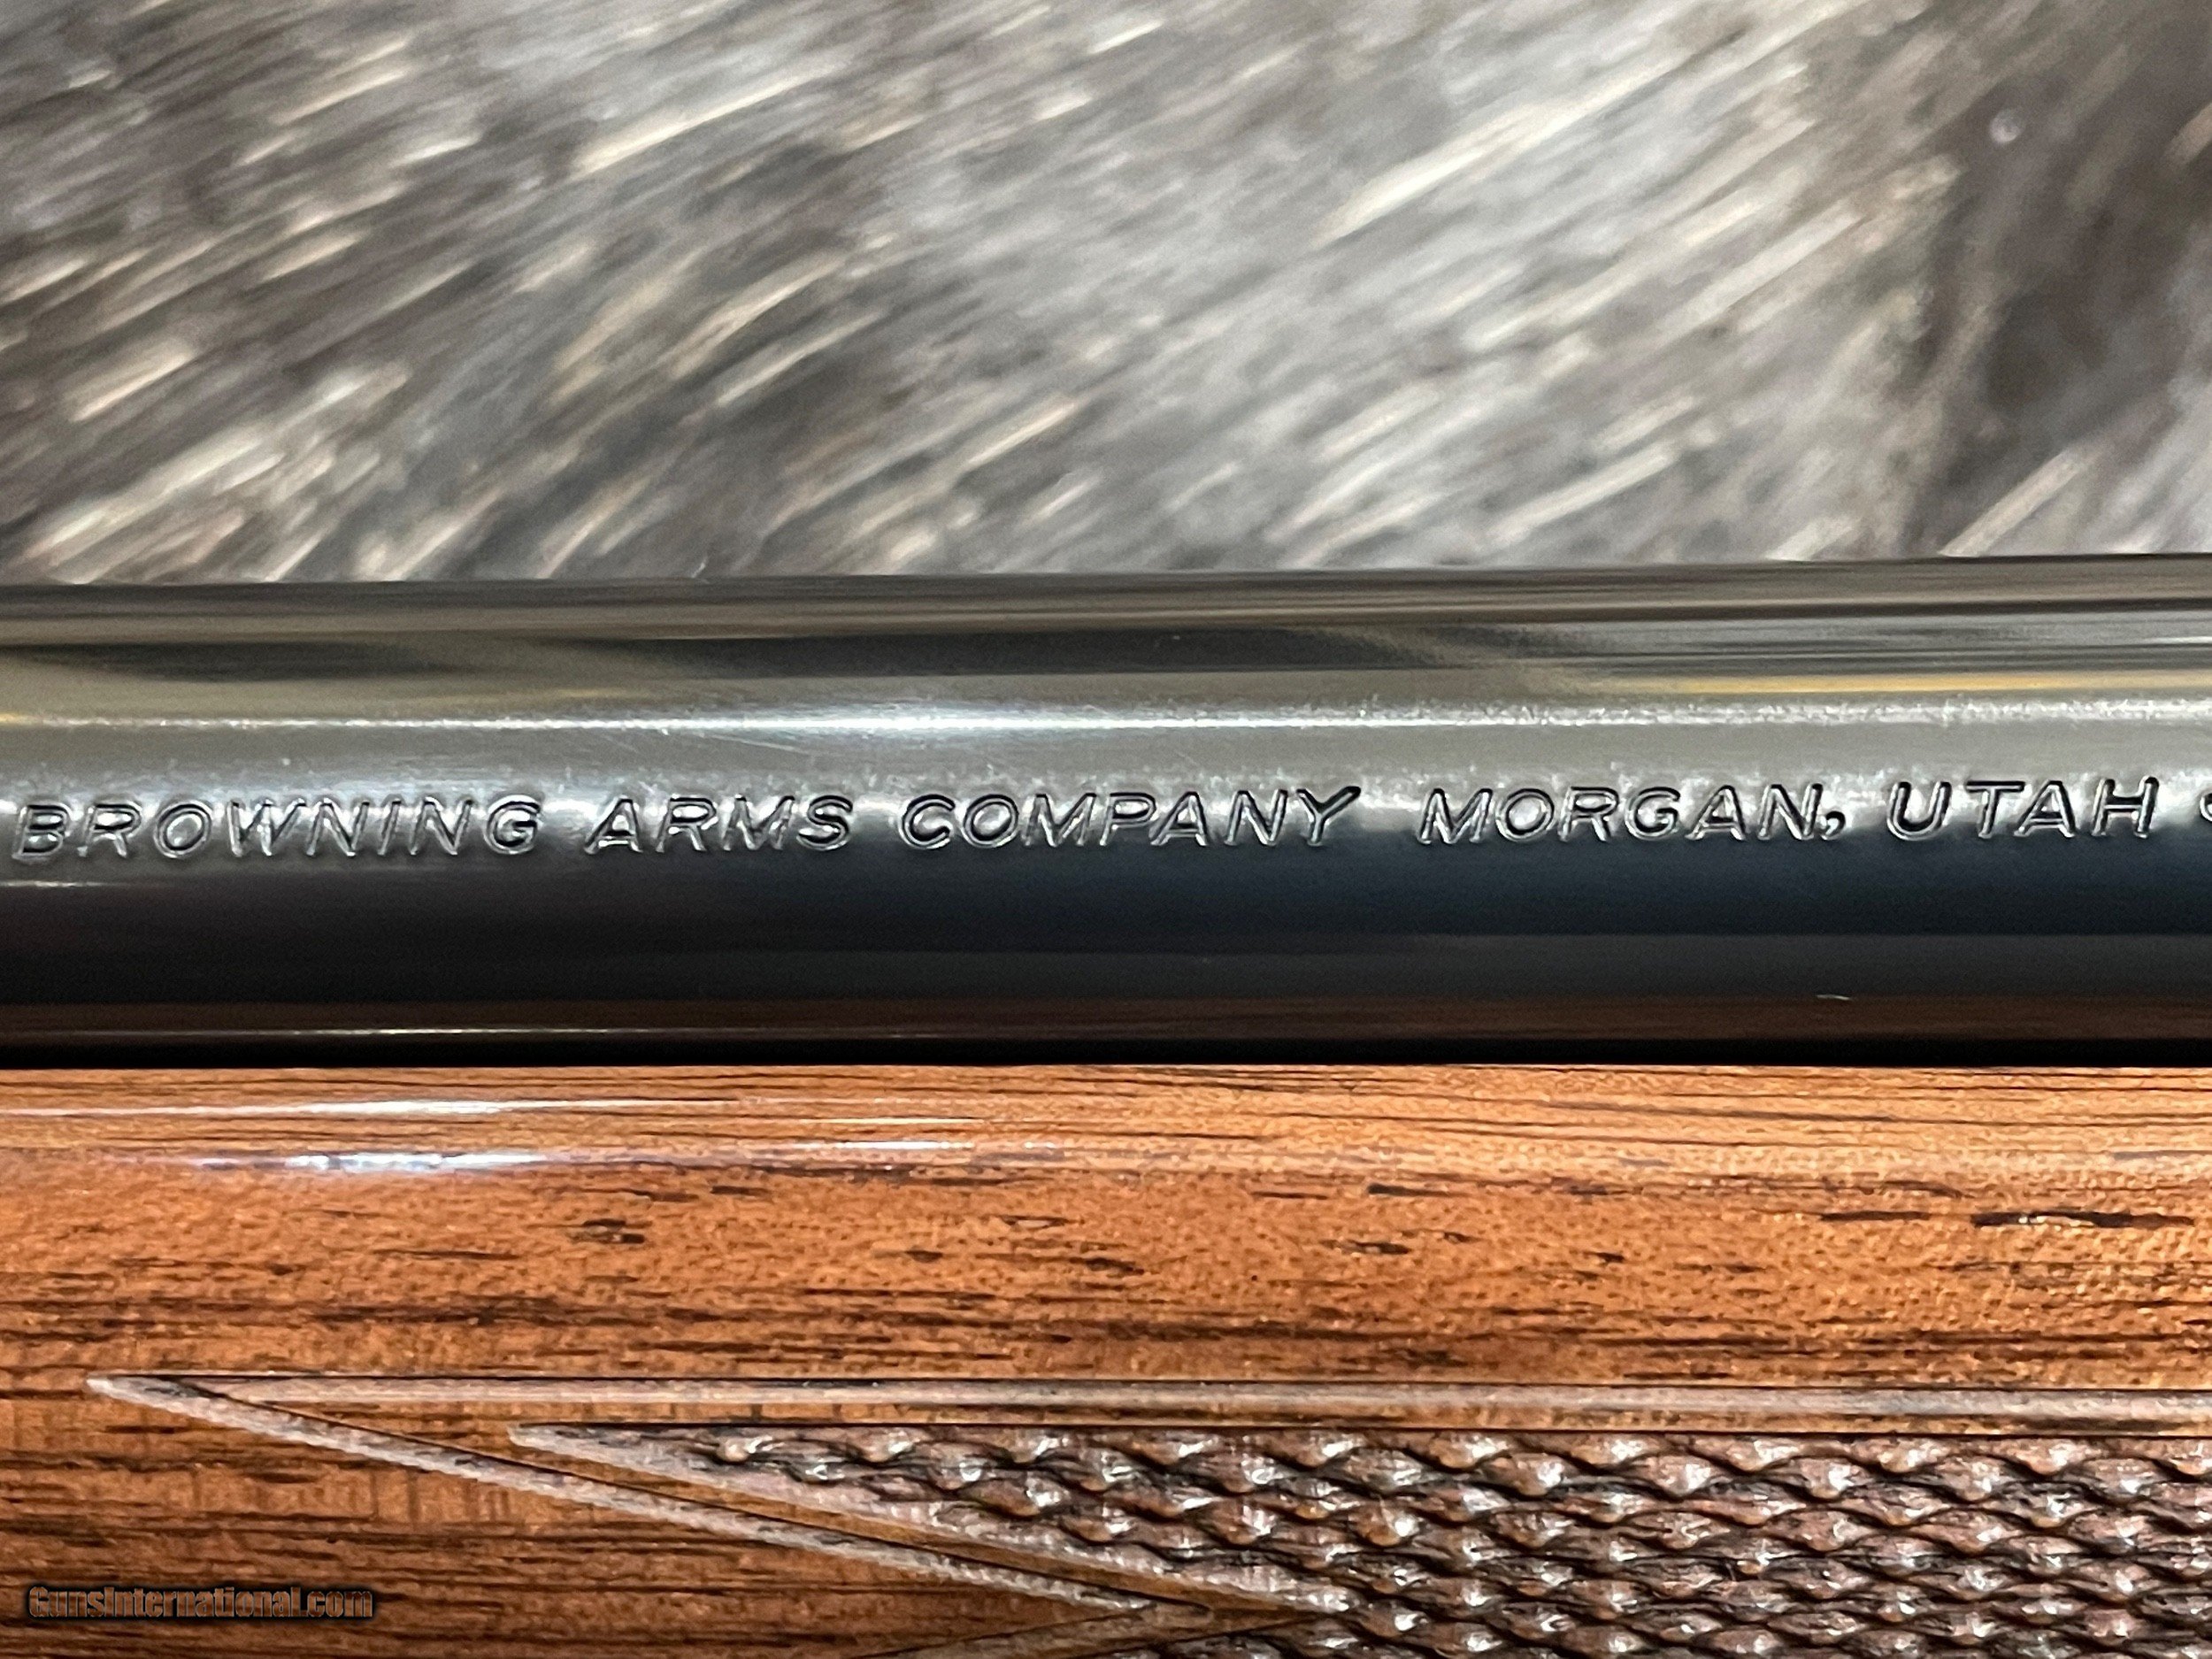 BROWNING ARMS COMPANY MORGAN, UTAH
GunsInternational.com